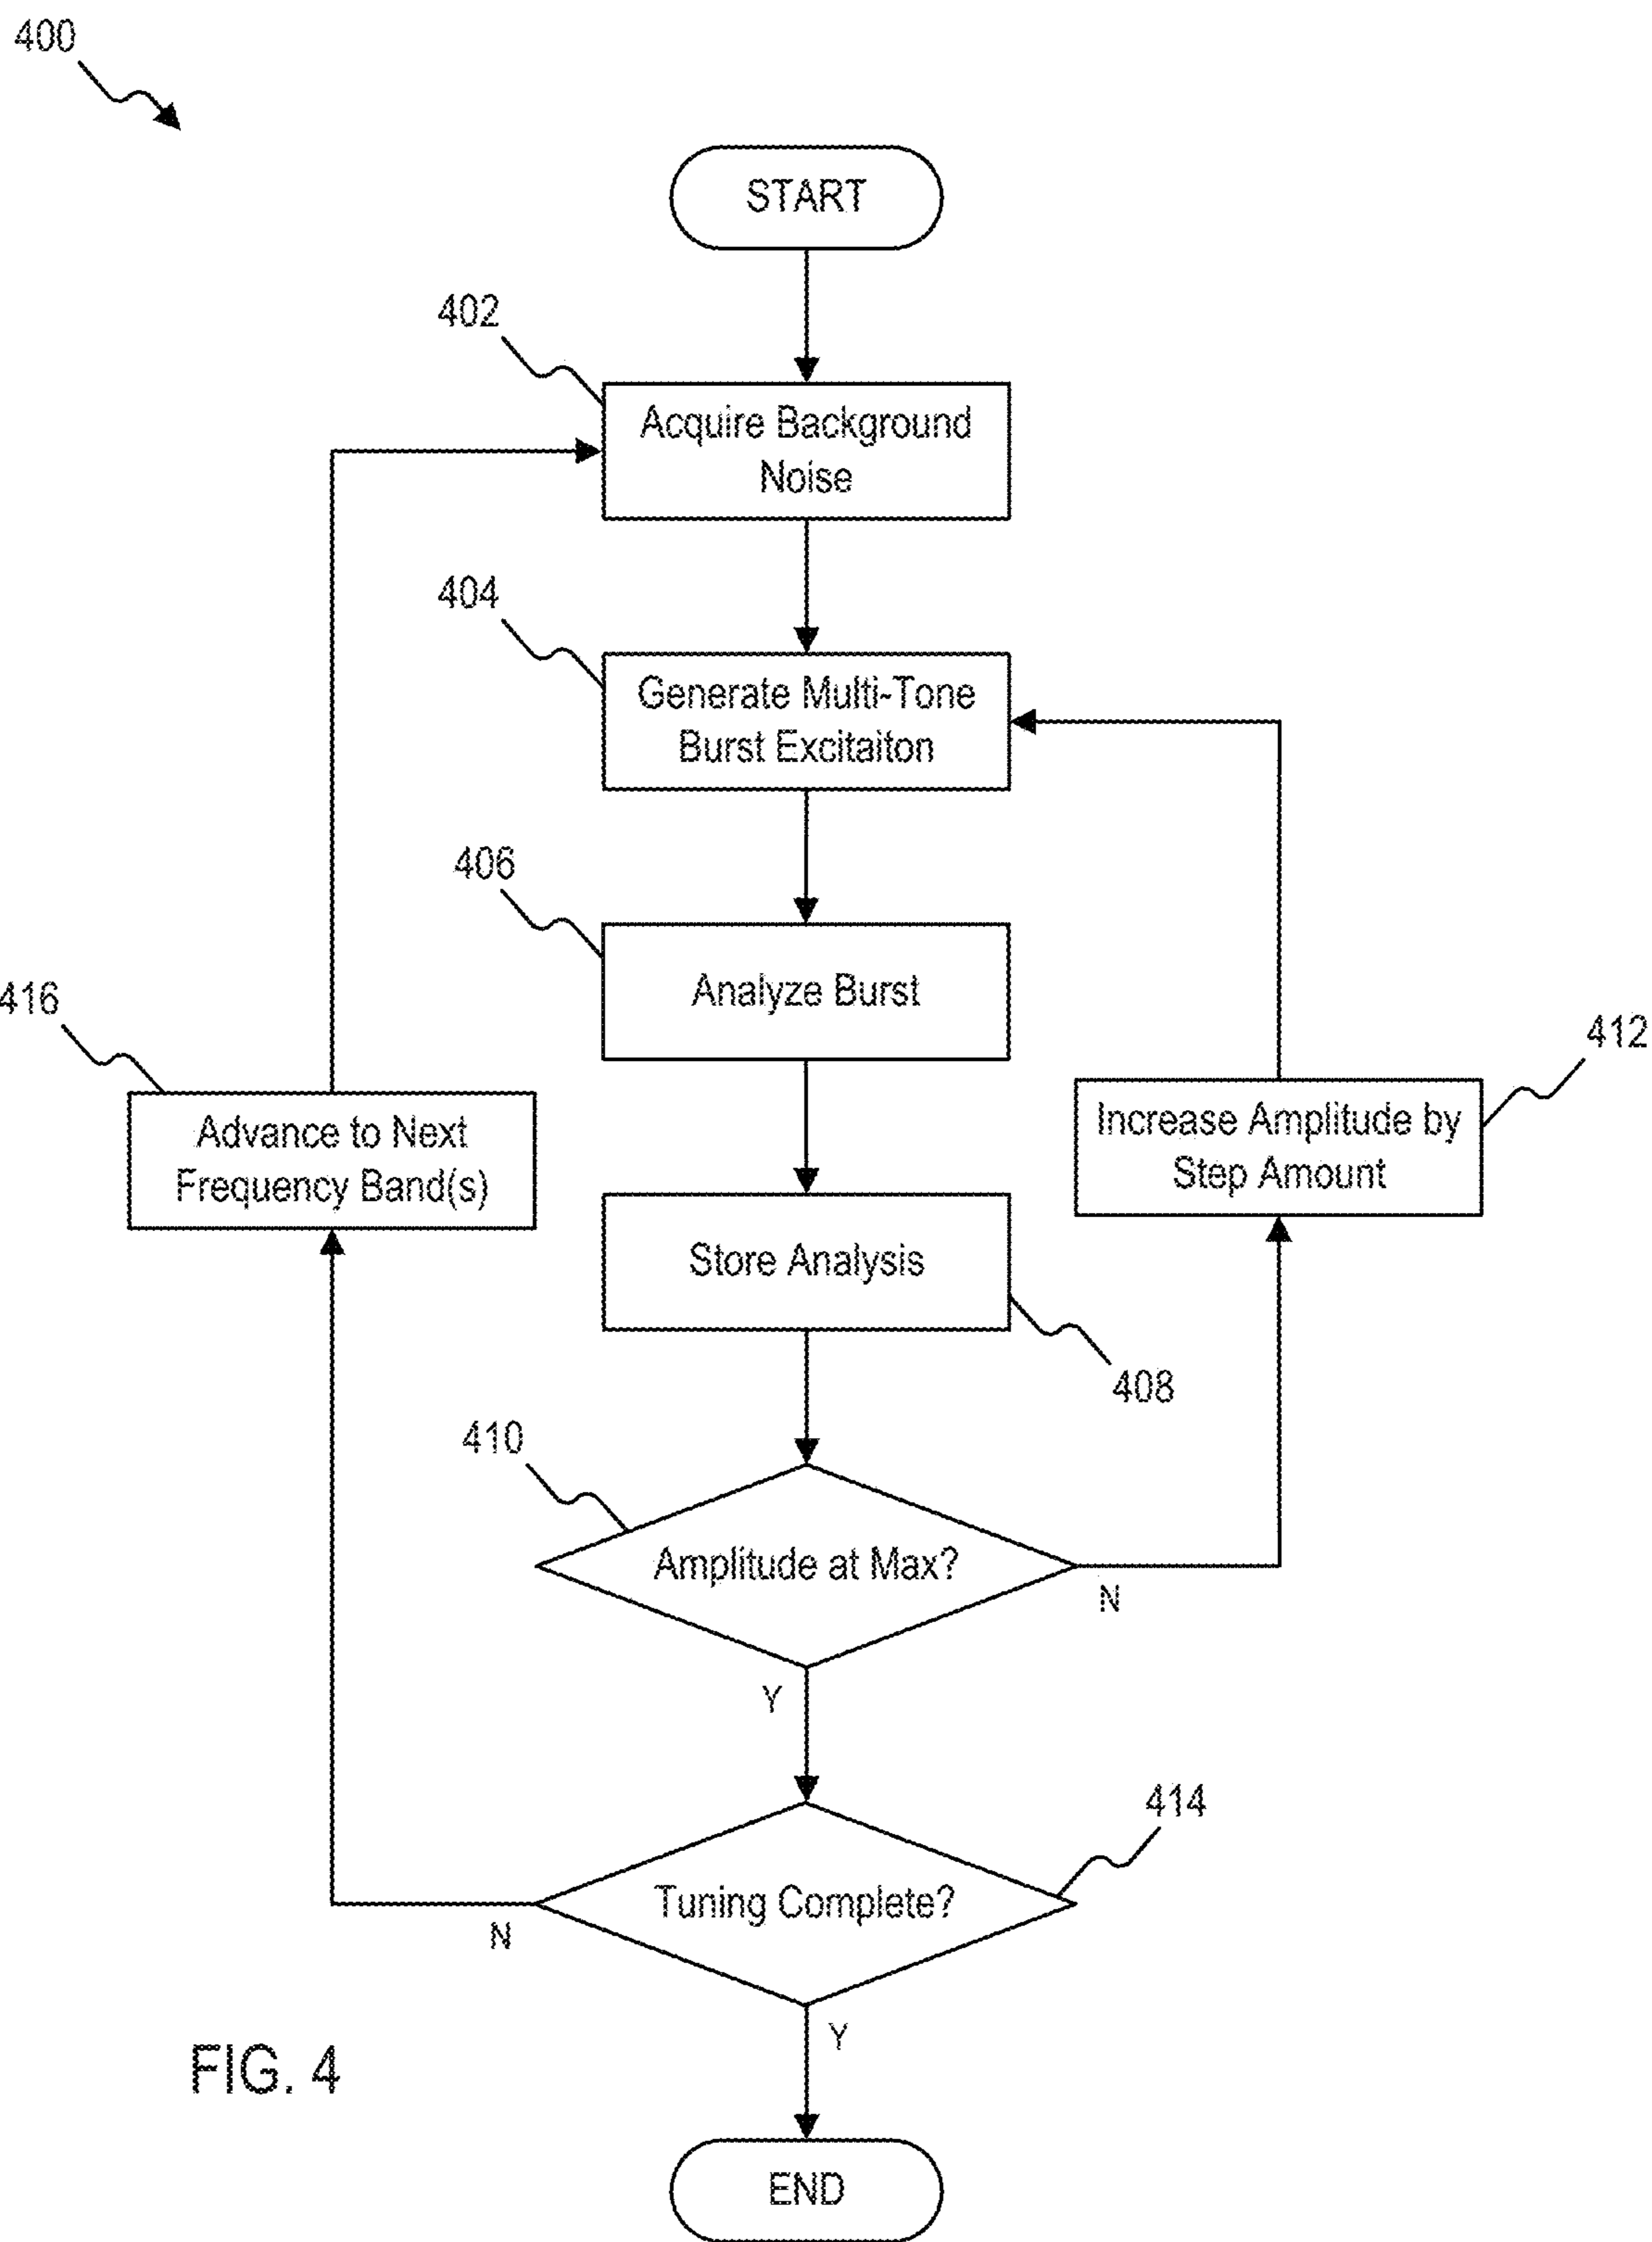 400
START
402
Acquire Background
Noise
404
Generate Multi-Tone
Burst Excitaiton
406
Analyze Burst
416
Advance to Next
Frequency Band(s)
412
Increase Amplitude by
Step Amount
Store Analysis
408
410
Amplitude at Max?
N
Y
414
Tuning Complete?
N
Y
FIG. 4
END